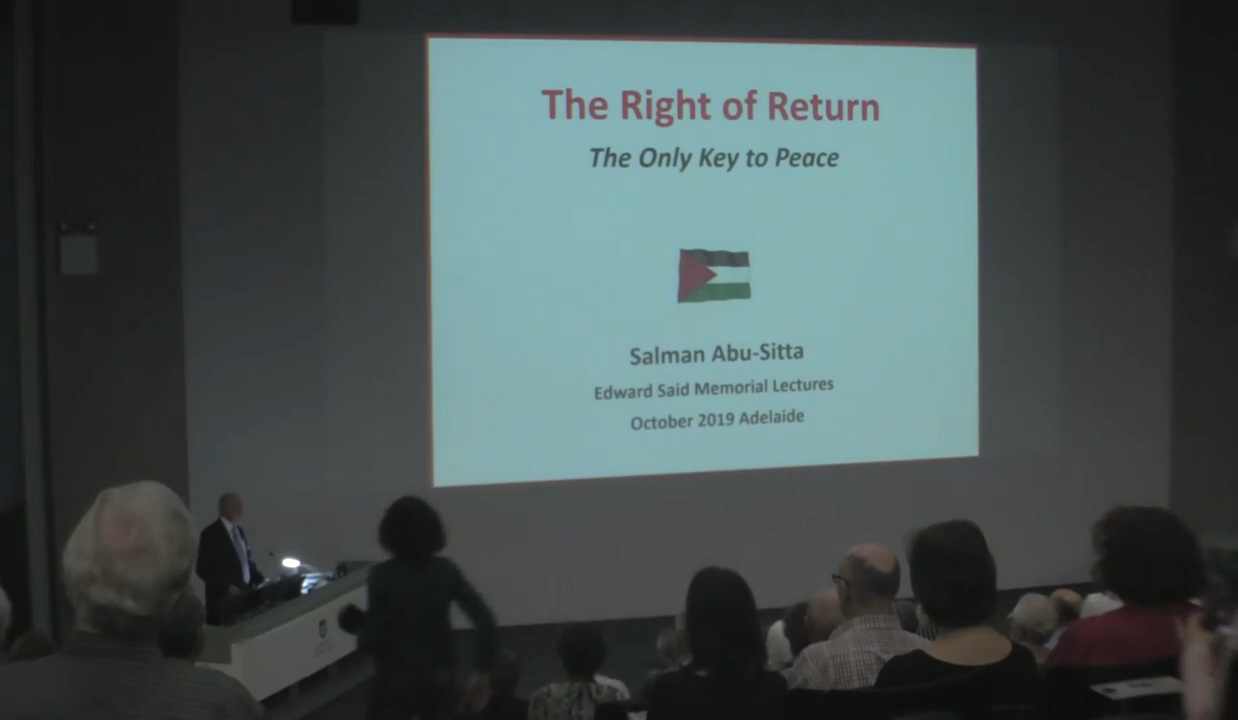 The Right of Return
The Only Key to Peace
Salman Abu-Sitta
Edward Said Memorial Lectures
October 2019 Adelaide